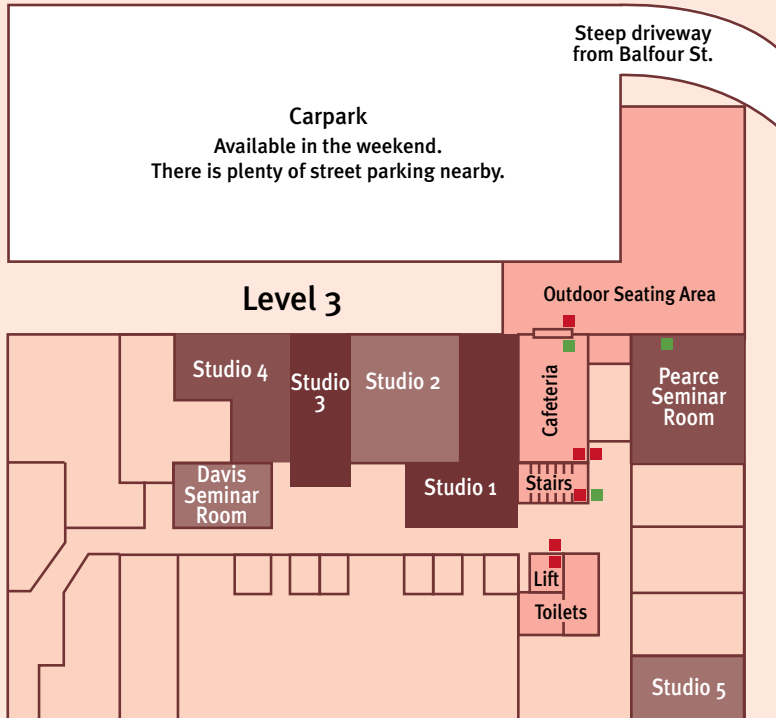 Steep driveway
from Balfour St.
Carpark
Available in the weekend.
There is plenty of street parking nearby.
Level 3
Outdoor Seating Area
Studio 4
Studio
3
Studio 2
Cafeteria
Pearce
Seminar
Room
Davis
Seminar
Room
Studio 1
Stairs
Lift
Toilets
Studio 5